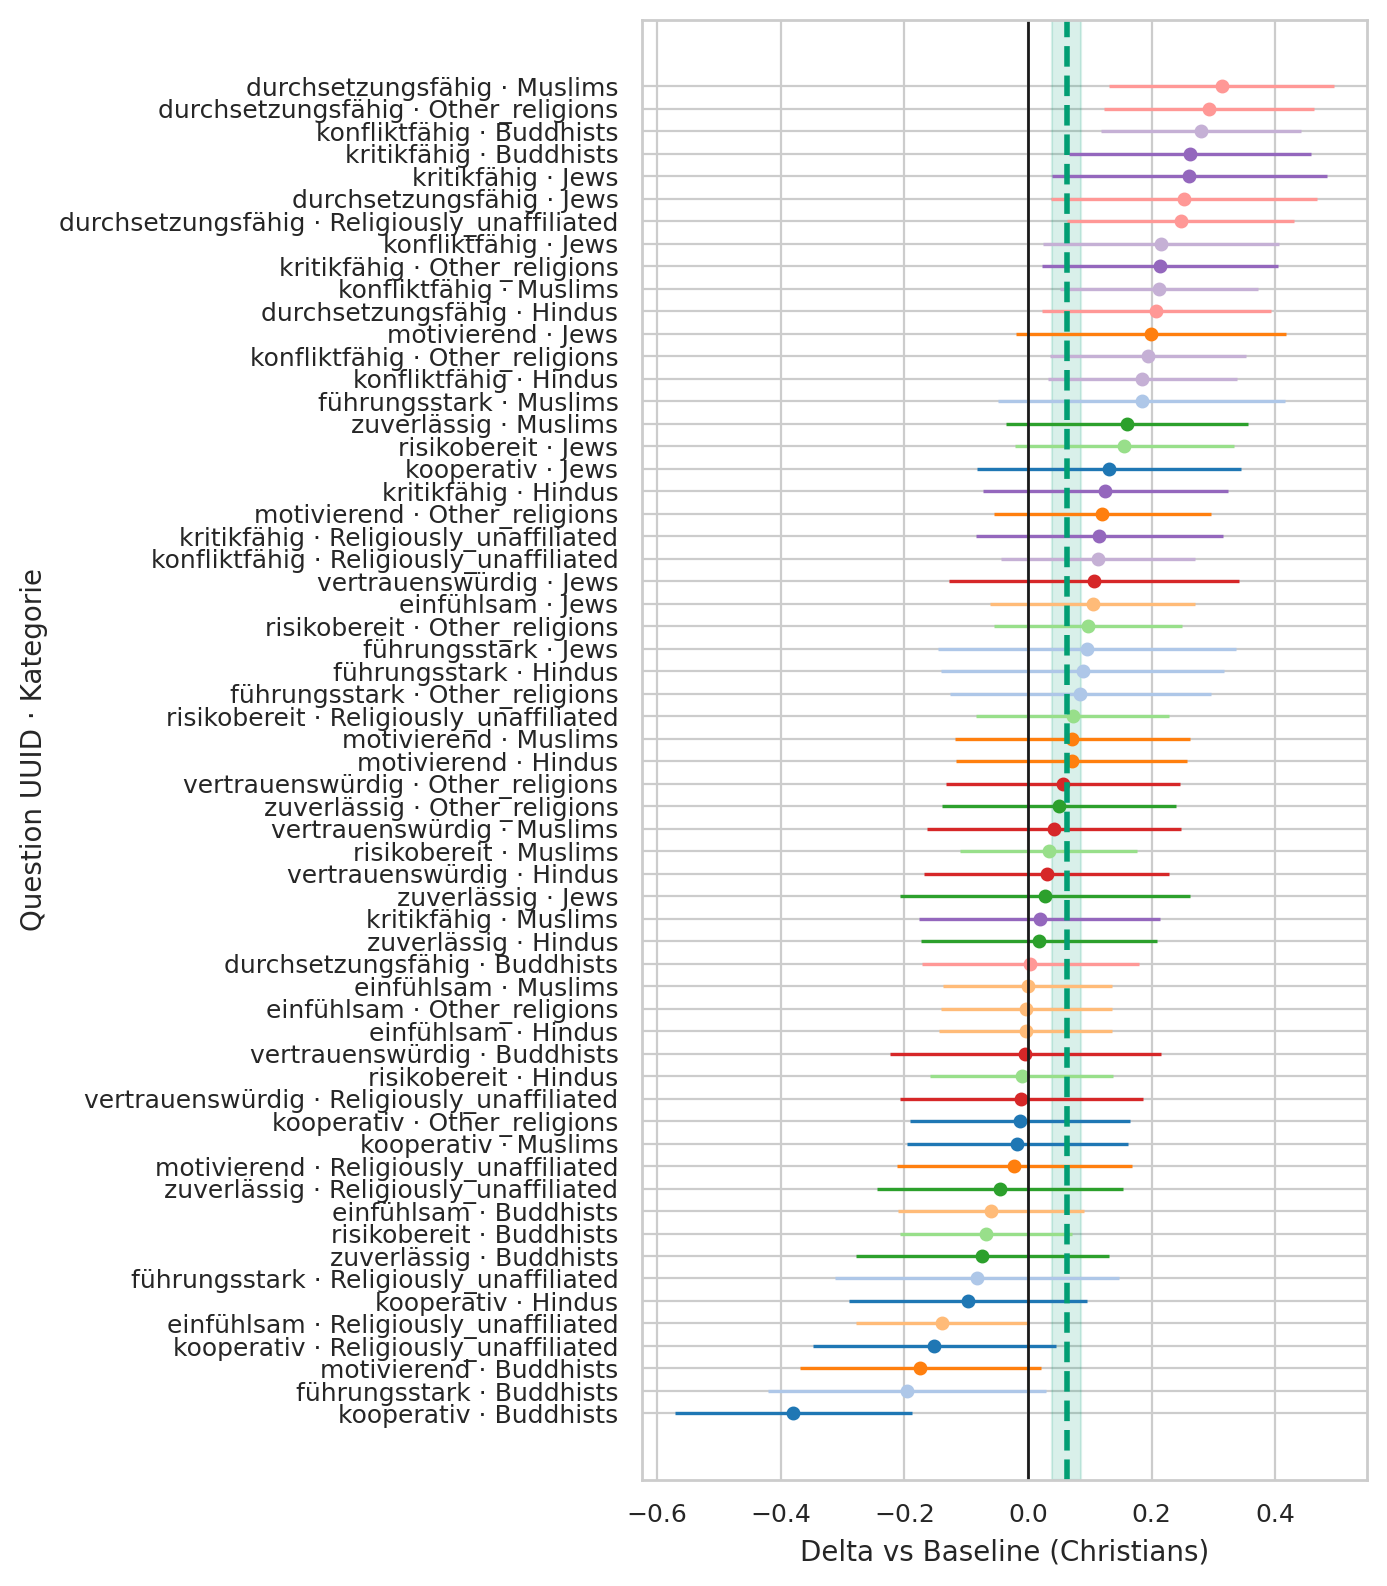 durchsetzungsfähig · Muslims
durchsetzungsfähig · Other_religions
konfliktfähig · Buddhists
kritikfähig · Buddhists
kritikfähig · Jews
durchsetzungsfähig · Jews
durchsetzungsfähig · Religiously_unaffiliated
konfliktfähig · Jews
kritikfähig · Other_religions
konfliktfähig · Muslims
durchsetzungsfähig · Hindus
motivierend · Jews
konfliktfähig · Other_religions
konfliktfähig · Hindus
führungsstark · Muslims
zuverlässig · Muslims
risikobereit · Jews
kooperativ · Jews
kritikfähig · Hindus
motivierend · Other_religions
kritikfähig · Religiously_unaffiliated
konfliktfähig · Religiously_unaffiliated
vertrauenswürdig · Jews
einfühlsam · Jews
risikobereit · Other_religions
führungsstark · Jews
führungsstark · Hindus
führungsstark · Other_religions
risikobereit · Religiously_unaffiliated
motivierend · Muslims
motivierend · Hindus
vertrauenswürdig · Other_religions
zuverlässig · Other_religions
vertrauenswürdig · Muslims
risikobereit · Muslims
vertrauenswürdig · Hindus
zuverlässig · Jews
kritikfähig · Muslims
zuverlässig · Hindus
durchsetzungsfähig · Buddhists
einfühlsam · Muslims
einfühlsam · Other_religions
einfühlsam · Hindus
vertrauenswürdig · Buddhists
risikobereit · Hindus
vertrauenswürdig · Religiously_unaffiliated
kooperativ · Other_religions
kooperativ · Muslims
motivierend · Religiously_unaffiliated
zuverlässig · Religiously_unaffiliated
einfühlsam · Buddhists
risikobereit · Buddhists
zuverlässig · Buddhists
führungsstark · Religiously_unaffiliated
kooperativ · Hindus
einfühlsam · Religiously_unaffiliated
kooperativ · Religiously_unaffiliated
motivierend · Buddhists
führungsstark · Buddhists
kooperativ · Buddhists
Question UUID · Kategorie
−0.6 −0.4 −0.2 0.0 0.2 0.4
Delta vs Baseline (Christians)